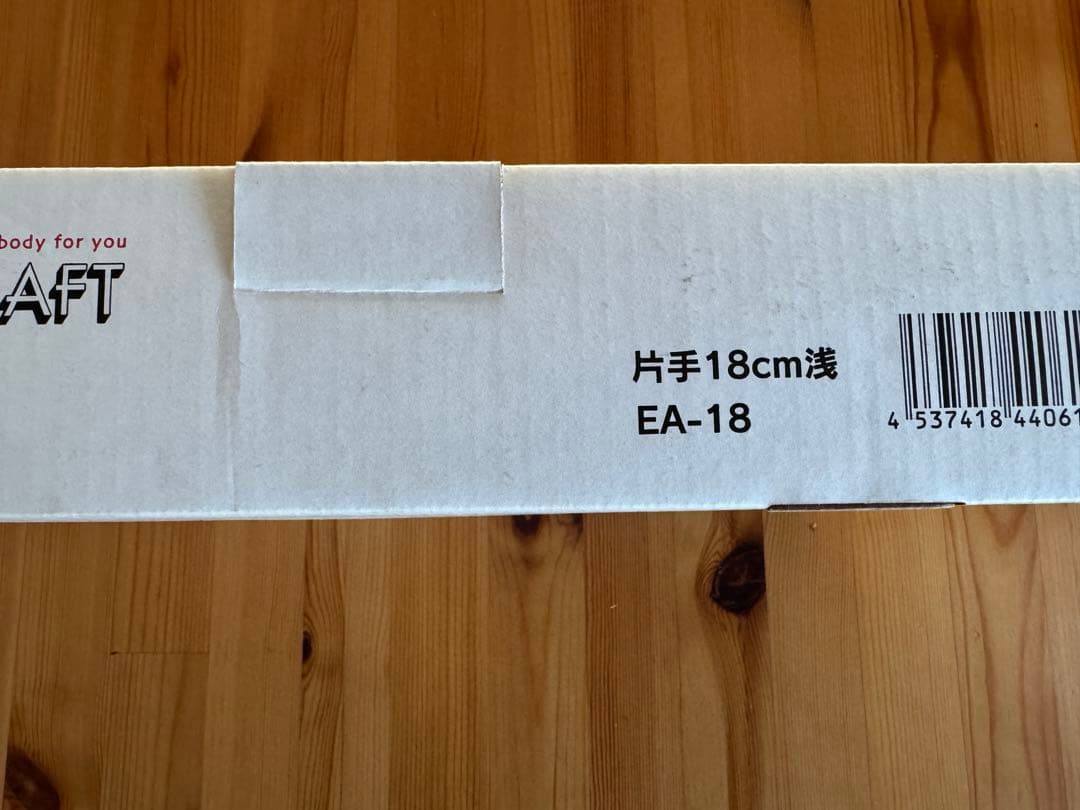 body for you
AFT
片手18cm浅
EA-18
4 537418 44061